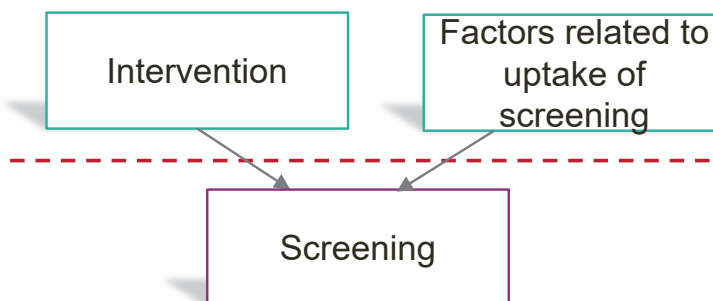 Intervention
Factors related to
uptake of
screening
Screening